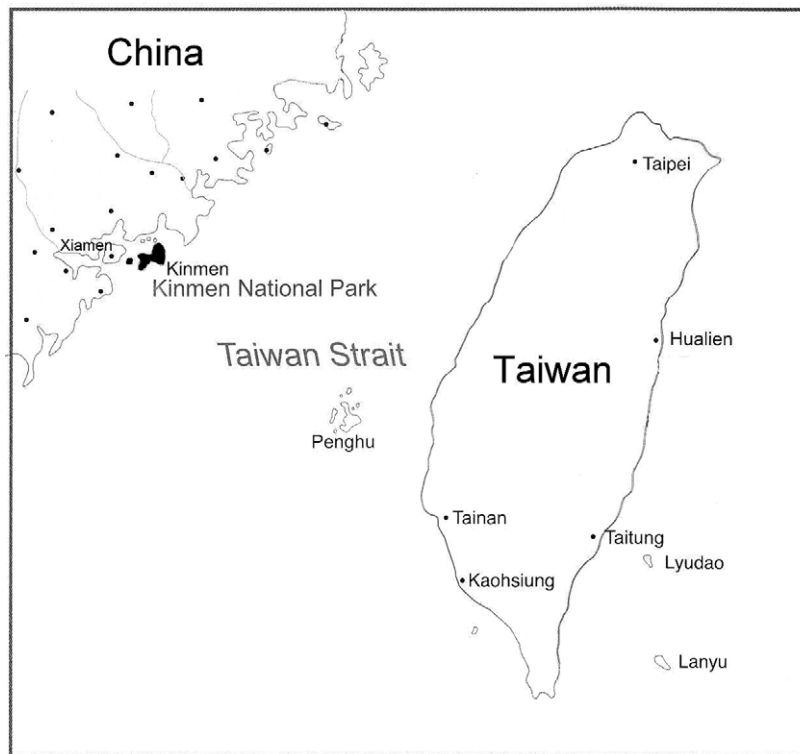 China
Taipei
Xiamen
Kinmen
Kinmen National Park
Hualien
Taiwan Strait
Taiwan
Penghu
Tainan
Taitung
Lyudao
Kaohsiung
Lanyu